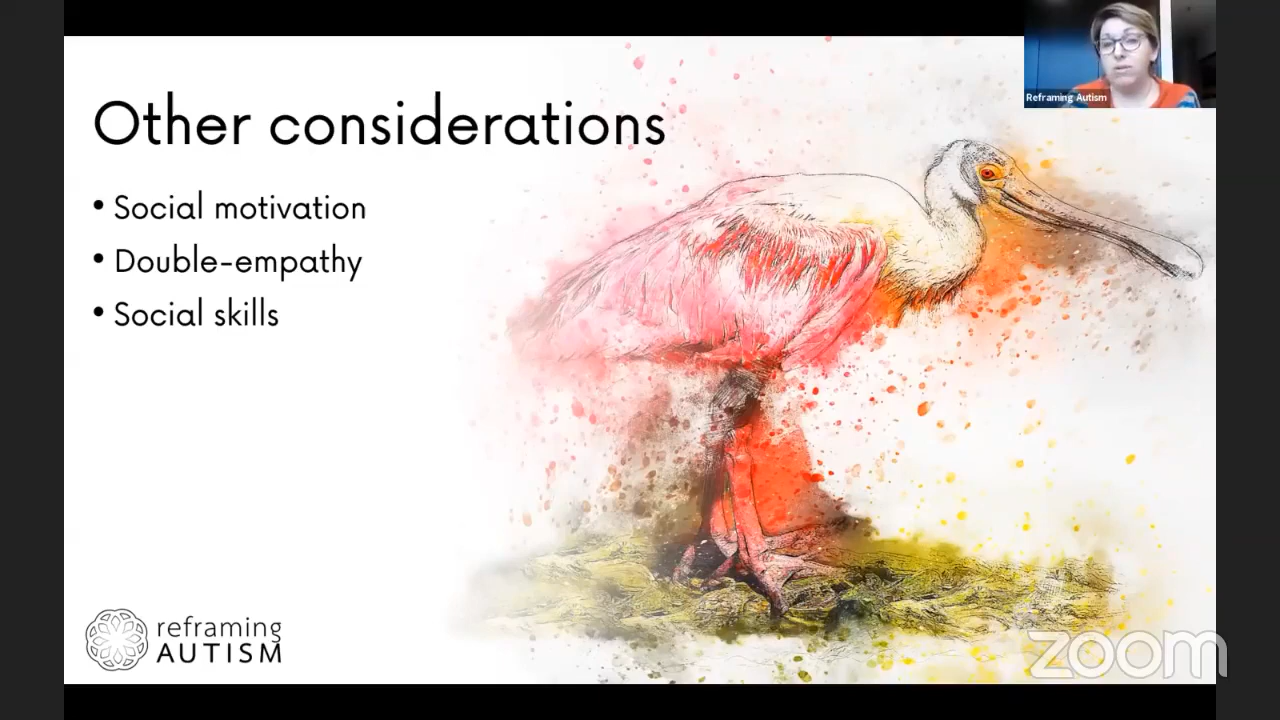 Reframing Autism
Other considerations
• Social motivation
• Double-empathy
• Social skills
reframing
AUTISM
zoom